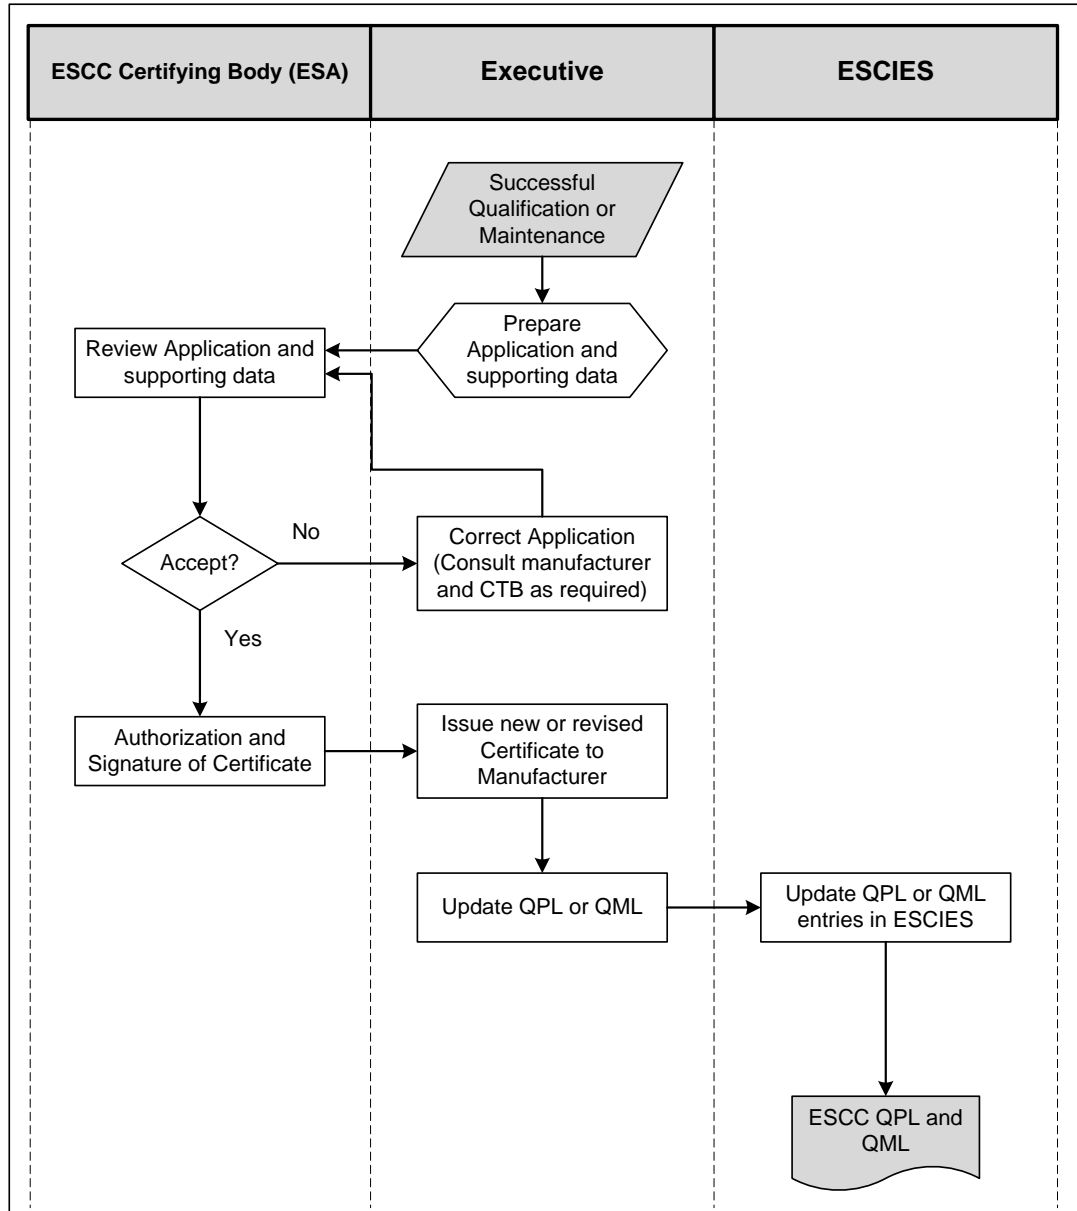 ESCC Certifying Body (ESA)
Executive
ESCIES
Successful
Qualification or
Maintenance
Prepare
Application and
supporting data
Review Application and
supporting data
Accept?
No
Correct Application
(Consult manufacturer
and CTB as required)
Yes
Authorization and
Signature of Certificate
Issue new or revised
Certificate to
Manufacturer
Update QPL or QML
Update QPL or QML
entries in ESCIES
ESCC QPL and
QML